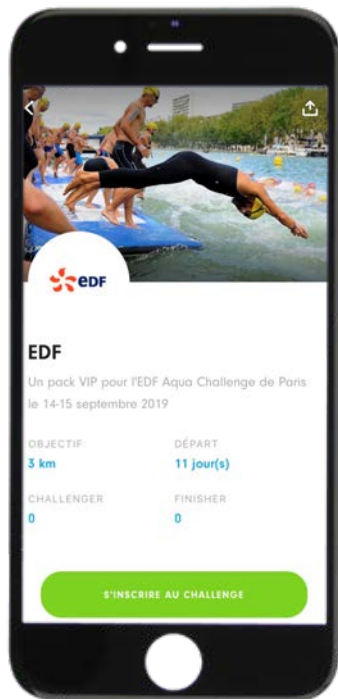 eDF
EDF
Un pack VIP pour l'EDF Aqua Challenge de Paris
le 14-15 septembre 2019
OBJECTIF DÉPART
3 km 11 jour(s)
CHALLENGER FINISHER
0 0
S'INSCRIRE AU CHALLENGE